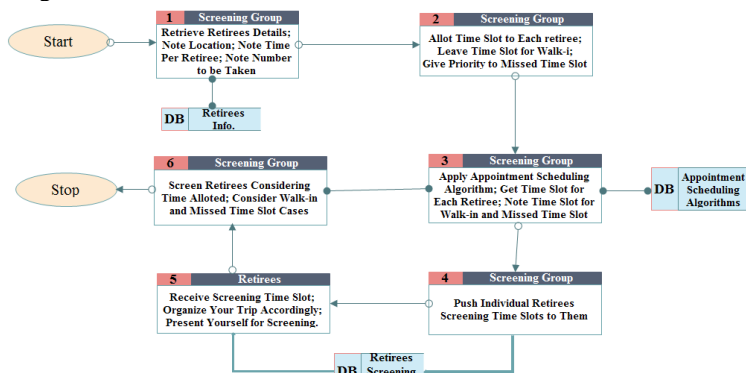 1 Screening Group
Retrieve Retirees Details;
Note Location; Note Time
Per Retiree; Note Number
to be Taken
2 Screening Group
Allot Time Slot to Each retiree;
Leave Time Slot for Walk-i;
Give Priority to Missed Time Slot
Start
DB Retirees
Info.
6 Screening Group
Screen Retirees Considering
Time Alloted; Consider Walk-in
and Missed Time Slot Cases
3 Screening Group
Apply Appointment Scheduling
Algorithm; Get Time Slot for
Each Retiree; Note Time Slot for
Walk-in and Missed Time Slot
DB Appointment
Scheduling
Algorithms
Stop
5 Retirees
Receive Screening Time Slot;
Organize Your Trip Accordingly;
Present Yourself for Screening.
4 Screening Group
Push Individual Retirees
Screening Time Slots to Them
DB Retirees
Screening